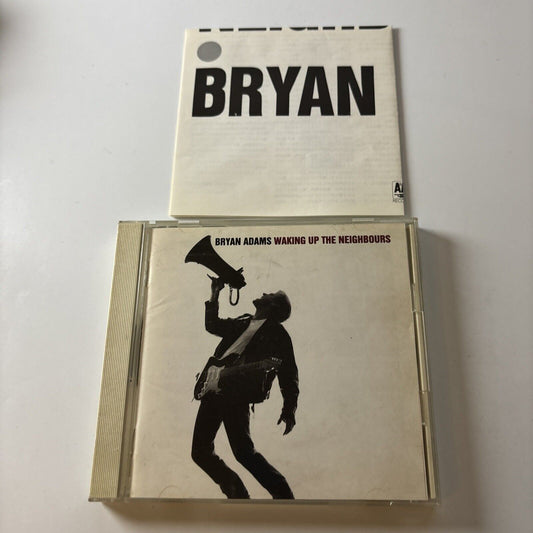 BRYAN
A&M
BRYAN ADAMS WAKING UP THE NEIGHBOURS